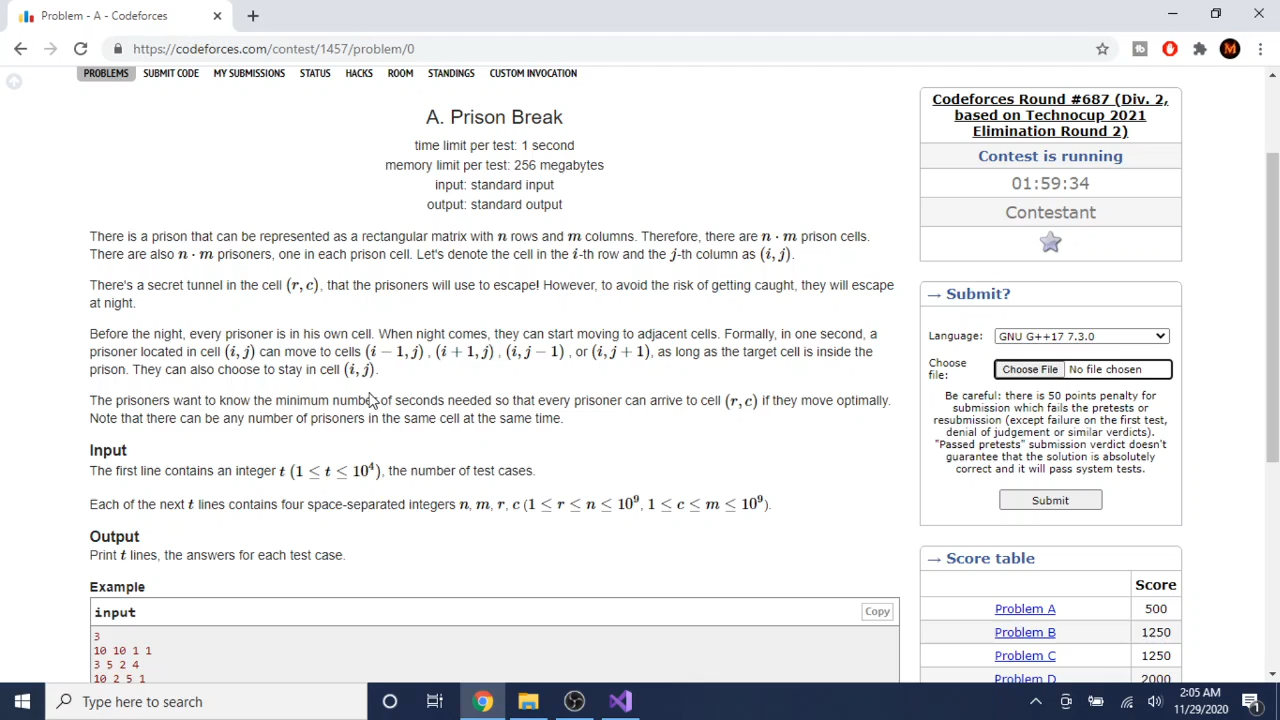 Problem - A - Codeforces
https://codeforces.com/contest/1457/problem/0
M
PROBLEMS SUBMIT CODE MY SUBMISSIONS STATUS HACKS ROOM STANDINGS CUSTOM INVOCATION
A. Prison Break
time limit per test: 1 second
memory limit per test: 256 megabytes
input: standard input
output: standard output
There is a prison that can be represented as a rectangular matrix with n rows and m columns. Therefore, there are n · m prison cells.
There are also n · m prisoners, one in each prison cell. Let's denote the cell in the i-th row and the j-th column as (i, j).
There's a secret tunnel in the cell (r, c), that the prisoners will use to escape! However, to avoid the risk of getting caught, they will escape
at night.
Before the night, every prisoner is in his own cell. When night comes, they can start moving to adjacent cells. Formally, in one second, a
prisoner located in cell (i, j) can move to cells (i − 1, j) , (i + 1, j) , (i, j − 1) , or (i, j + 1), as long as the target cell is inside the
prison. They can also choose to stay in cell (i, j).
The prisoners want to know the minimum number of seconds needed so that every prisoner can arrive to cell (r, c) if they move optimally.
Note that there can be any number of prisoners in the same cell at the same time.
Input
The first line contains an integer t (1 ≤ t ≤ 10⁴), the number of test cases.
Each of the next t lines contains four space-separated integers n, m, r, c (1 ≤ r ≤ n ≤ 10⁹, 1 ≤ c ≤ m ≤ 10⁹).
Output
Print t lines, the answers for each test case.
Example
input
Copy
3
10 10 1 1
3 5 2 4
10 2 5 1
Codeforces Round #687 (Div. 2,
based on Technocup 2021
Elimination Round 2)
Contest is running
01:59:34
Contestant
→ Submit?
Language: GNU G++17 7.3.0
Choose
file: Choose File No file chosen
Be careful: there is 50 points penalty for
submission which fails the pretests or
resubmission (except failure on the first test,
denial of judgement or similar verdicts).
"Passed pretests" submission verdict doesn't
guarantee that the solution is absolutely
correct and it will pass system tests.
Submit
→ Score table
Score
Problem A 500
Problem B 1250
Problem C 1250
Problem D 2000
Type here to search
2:05 AM
11/29/2020
1